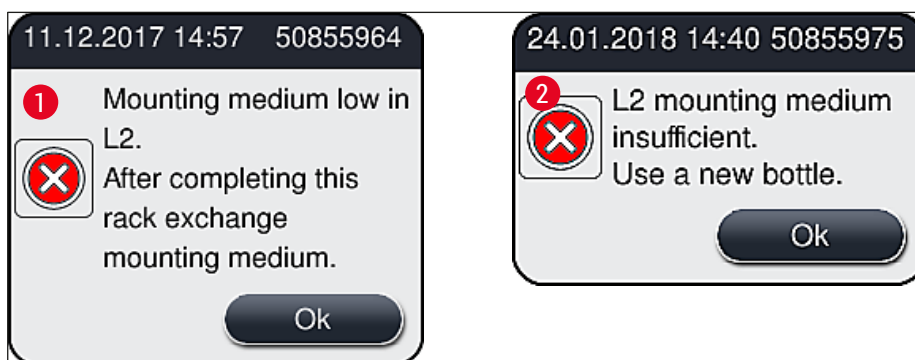 11.12.2017 14:57 50855964
1
Mounting medium low in
L2.
After completing this
rack exchange
mounting medium.
Ok
24.01.2018 14:40 50855975
2
L2 mounting medium
insufficient.
Use a new bottle.
Ok